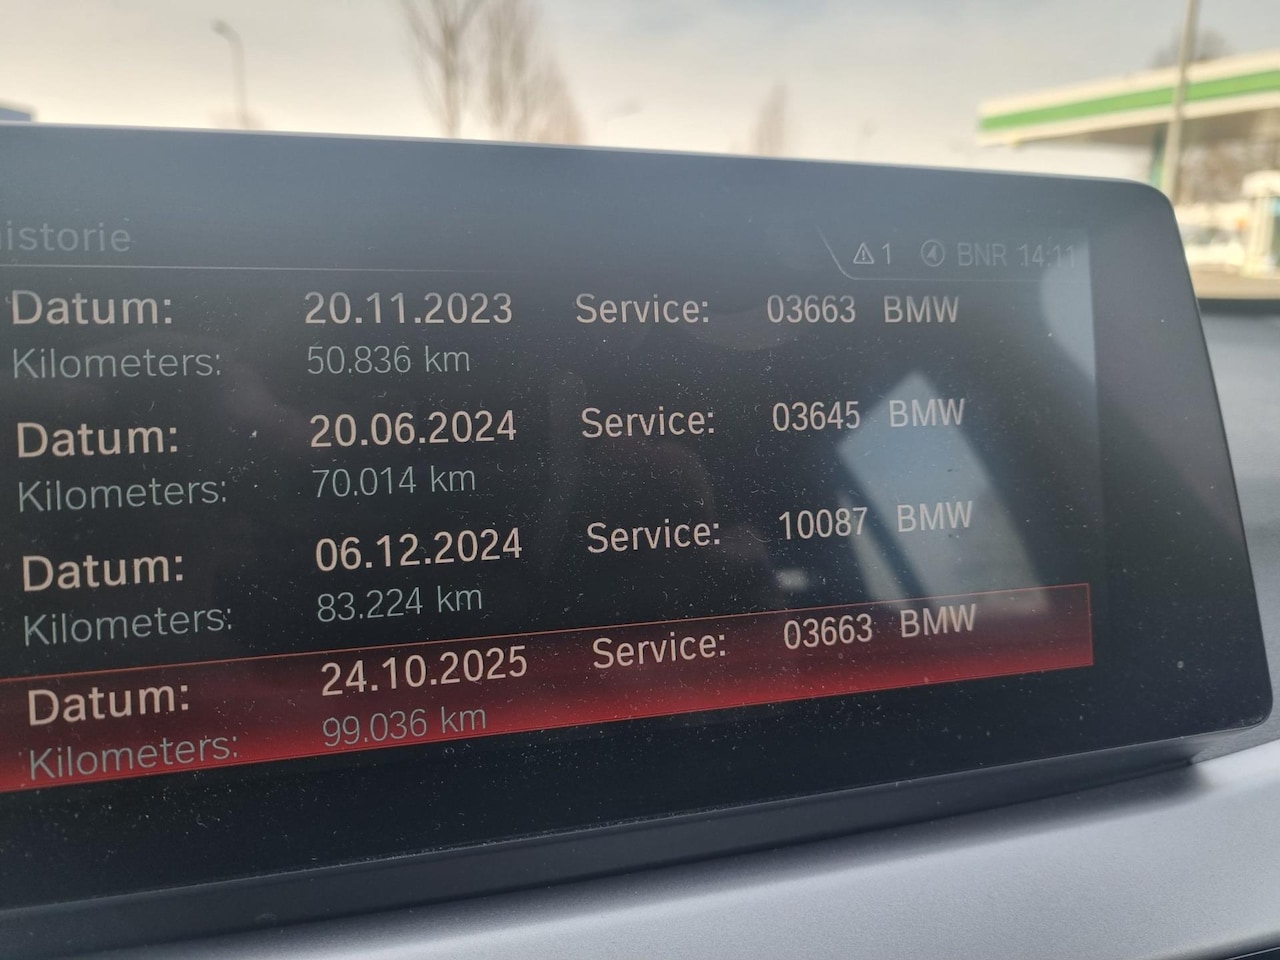 istorie
1 BNR 14:11
Datum: 20.11.2023 Service: 03663 BMW
Kilometers: 50.836 km
Datum: 20.06.2024 Service: 03645 BMW
Kilometers: 70.014 km
Datum: 06.12.2024 Service: 10087 BMW
Kilometers: 83.224 km
Datum: 24.10.2025 Service: 03663 BMW
Kilometers: 99.036 km